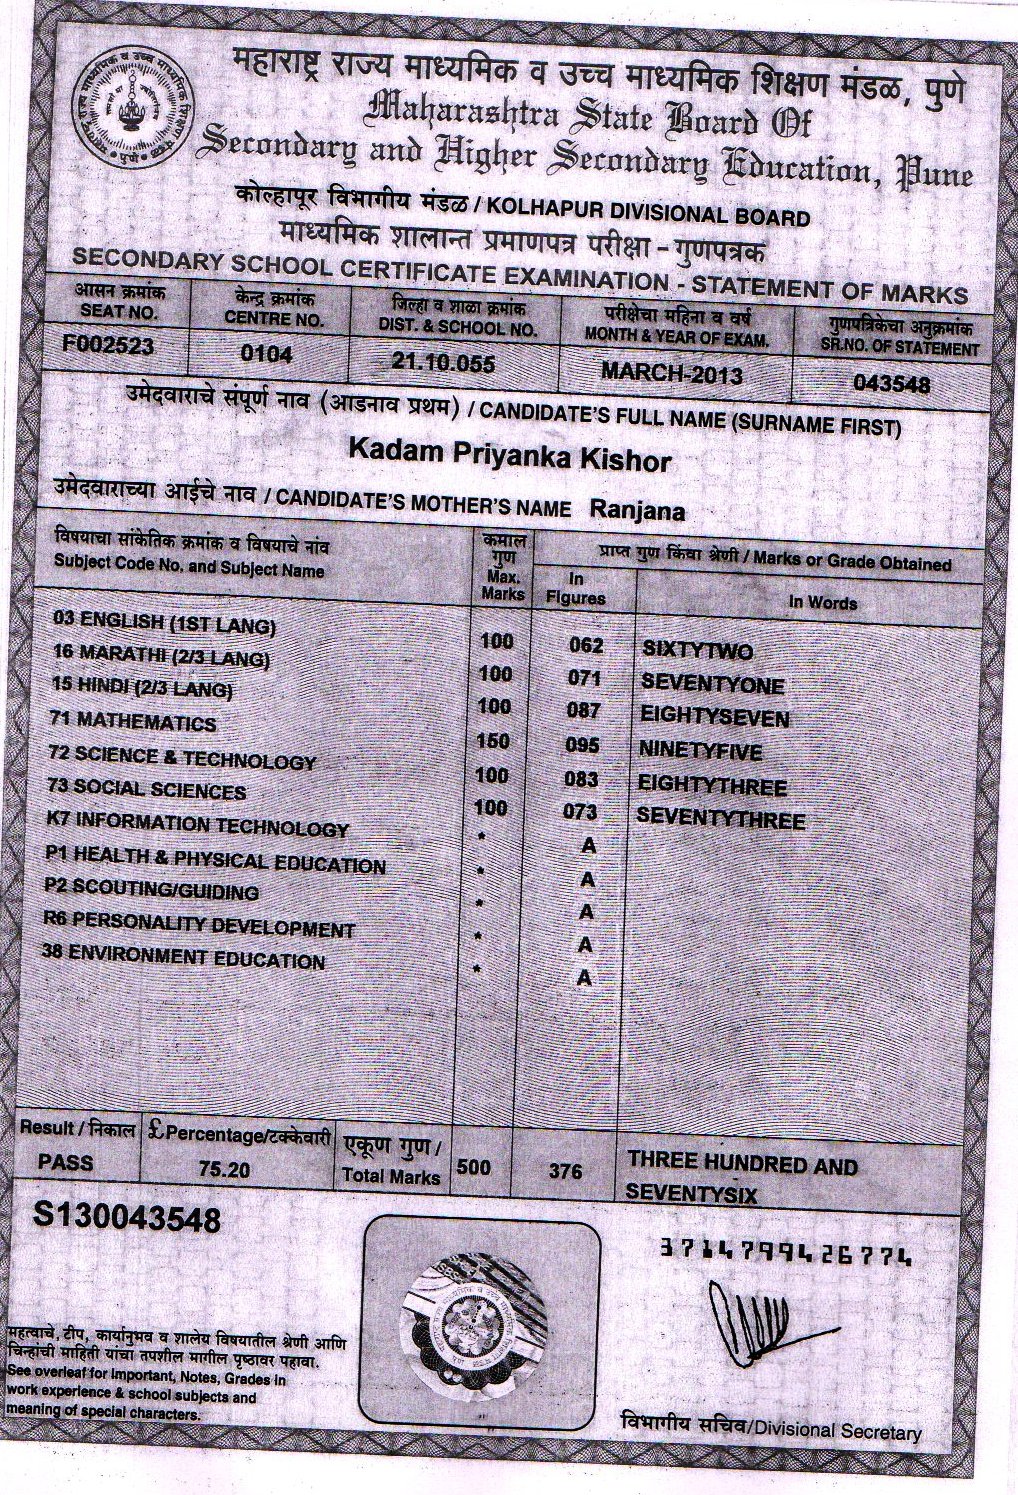 महाराष्ट्र राज्य माध्यमिक व उच्च माध्यमिक शिक्षण मंडळ, पुणे
Maharashtra State Board Of
Secondary and Higher Secondary Education, Pune
कोल्हापूर विभागीय मंडळ / KOLHAPUR DIVISIONAL BOARD
माध्यमिक शालान्त प्रमाणपत्र परीक्षा – गुणपत्रक
SECONDARY SCHOOL CERTIFICATE EXAMINATION - STATEMENT OF MARKS
आसन क्रमांक केन्द्र क्रमांक जिल्हा व शाळा क्रमांक परीक्षेचा महिना व वर्ष गुणपत्रिकेचा अनुक्रमांक
SEAT NO. CENTRE NO. DIST. & SCHOOL NO. MONTH & YEAR OF EXAM. SR.NO. OF STATEMENT
F002523 0104 21.10.055 MARCH-2013 043548
उमेदवाराचे संपूर्ण नाव (आडनाव प्रथम) / CANDIDATE'S FULL NAME (SURNAME FIRST)
Kadam Priyanka Kishor
उमेदवाराच्या आईचे नाव / CANDIDATE'S MOTHER'S NAME Ranjana
विषयाचा सांकेतिक क्रमांक व विषयाचे नांव
Subject Code No. and Subject Name
कमाल
गुण
Max.
Marks
प्राप्त गुण किंवा श्रेणी / Marks or Grade Obtained
In
Figures
In Words
03 ENGLISH (1ST LANG) 100 062 SIXTYTWO
16 MARATHI (2/3 LANG) 100 071 SEVENTYONE
15 HINDI (2/3 LANG) 100 087 EIGHTYSEVEN
71 MATHEMATICS 150 095 NINETYFIVE
72 SCIENCE & TECHNOLOGY 100 083 EIGHTYTHREE
73 SOCIAL SCIENCES 100 073 SEVENTYTHREE
K7 INFORMATION TECHNOLOGY * A
P1 HEALTH & PHYSICAL EDUCATION * A
P2 SCOUTING/GUIDING * A
R6 PERSONALITY DEVELOPMENT * A
38 ENVIRONMENT EDUCATION * A
Result / निकाल £Percentage/टक्केवारी एकूण गुण /
PASS 75.20 Total Marks 500 376 THREE HUNDRED AND
SEVENTYSIX
S130043548
3714799426774
महत्वाचे, टीप, कार्यानुभव व शालेय विषयातील श्रेणी आणि
चिन्हांची माहिती यांचा तपशील मागील पृष्ठावर पहावा.
See overleaf for Important, Notes, Grades in
work experience & school subjects and
meaning of special characters.
विभागीय सचिव/Divisional Secretary